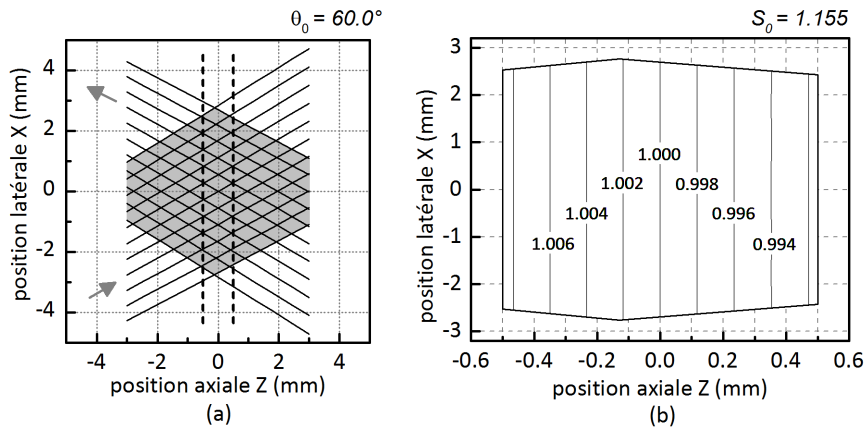 θ₀ = 60.0°
S₀ = 1.155
position latérale X (mm)
4
2
0
-2
-4
-4 -2 0 2 4
position axiale Z (mm)
(a)
position latérale X (mm)
3
2
1
0
-1
-2
-3
1.000
1.002 0.998
1.004 0.996
1.006 0.994
-0.6 -0.4 -0.2 0.0 0.2 0.4 0.6
position axiale Z (mm)
(b)